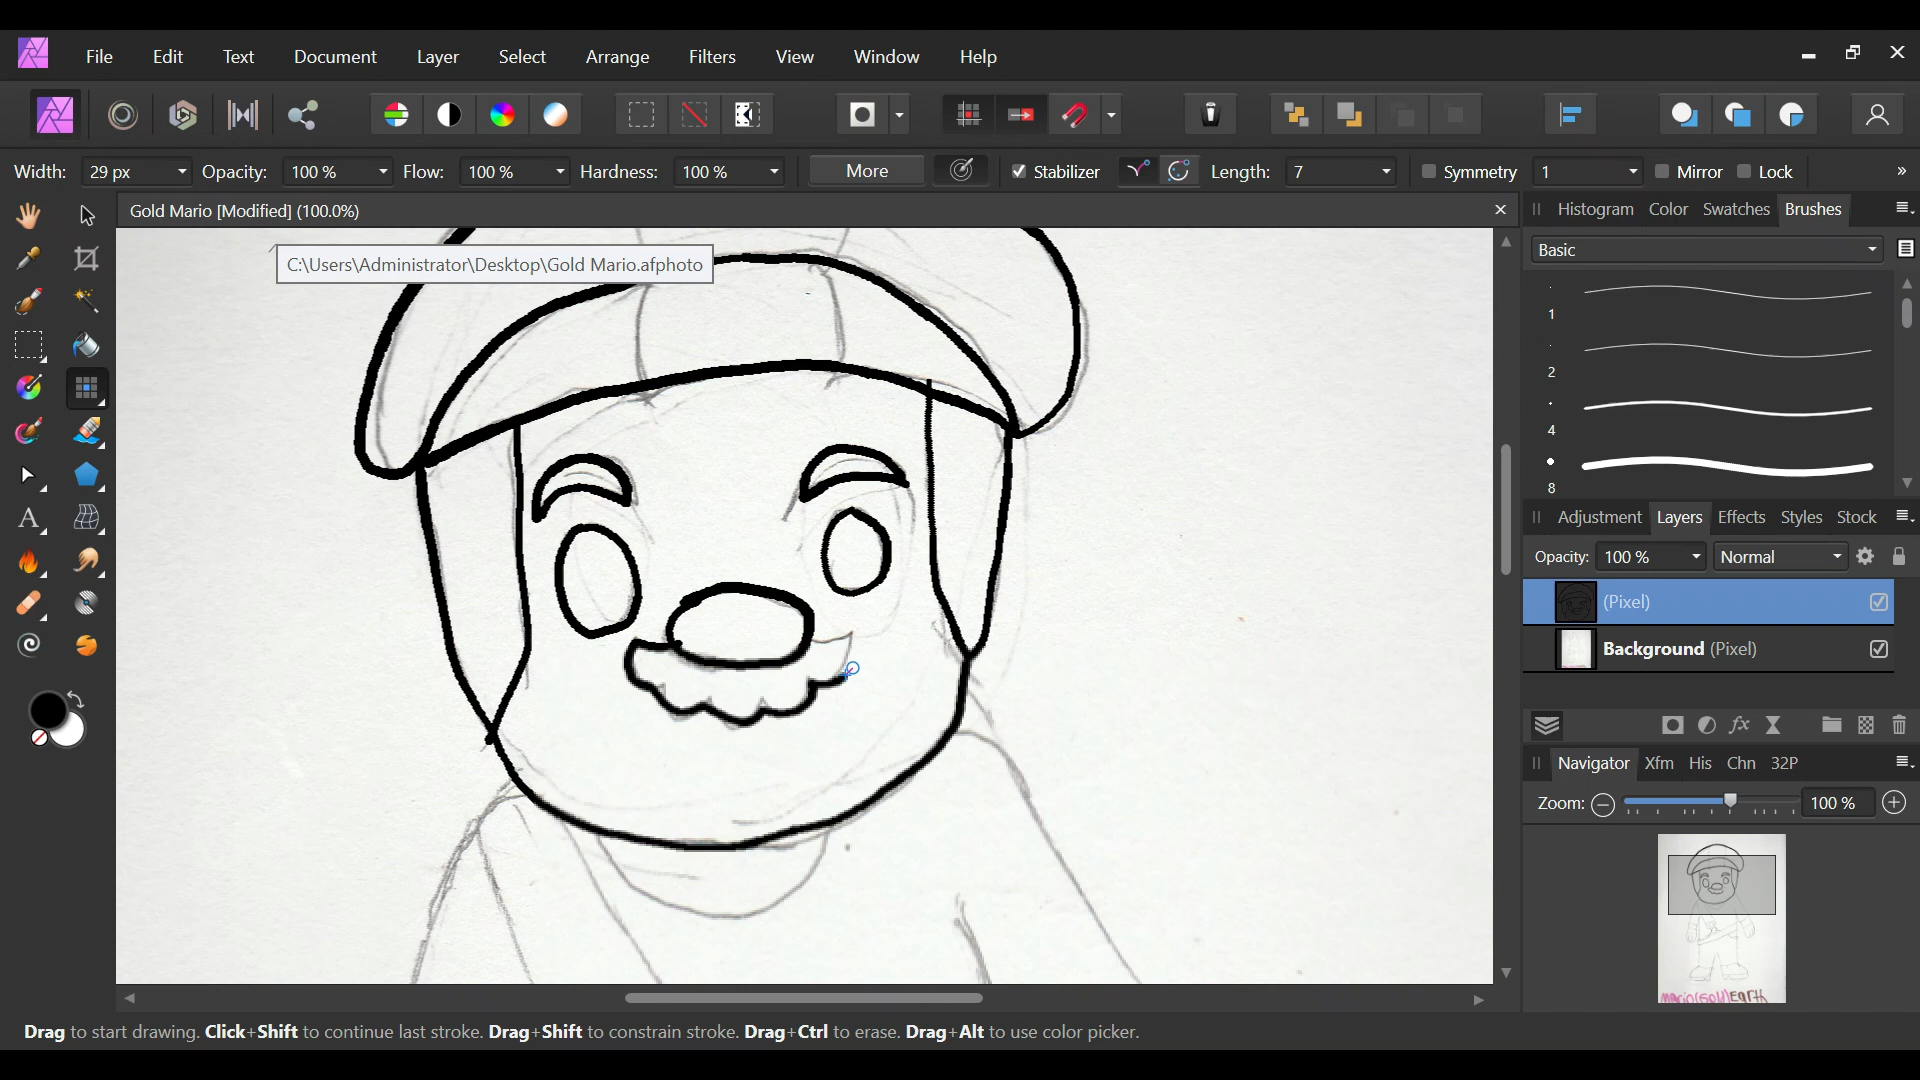 File Edit Text Document Layer Select Arrange Filters View Window Help
Width: 29 px Opacity: 100 % Flow: 100 % Hardness: 100 % More Stabilizer Length: 7 Symmetry 1 Mirror Lock »
Gold Mario [Modified] (100.0%)
C:\Users\Administrator\Desktop\Gold Mario.afphoto
Histogram Color Swatches Brushes
Basic
1
2
4
8
Adjustment Layers Effects Styles Stock
Opacity: 100 % Normal
(Pixel)
Background (Pixel)
Navigator Xfm His Chn 32P
Zoom: 100 %
Mario(Gold)Earth
Drag to start drawing. Click+Shift to continue last stroke. Drag+Shift to constrain stroke. Drag+Ctrl to erase. Drag+Alt to use color picker.